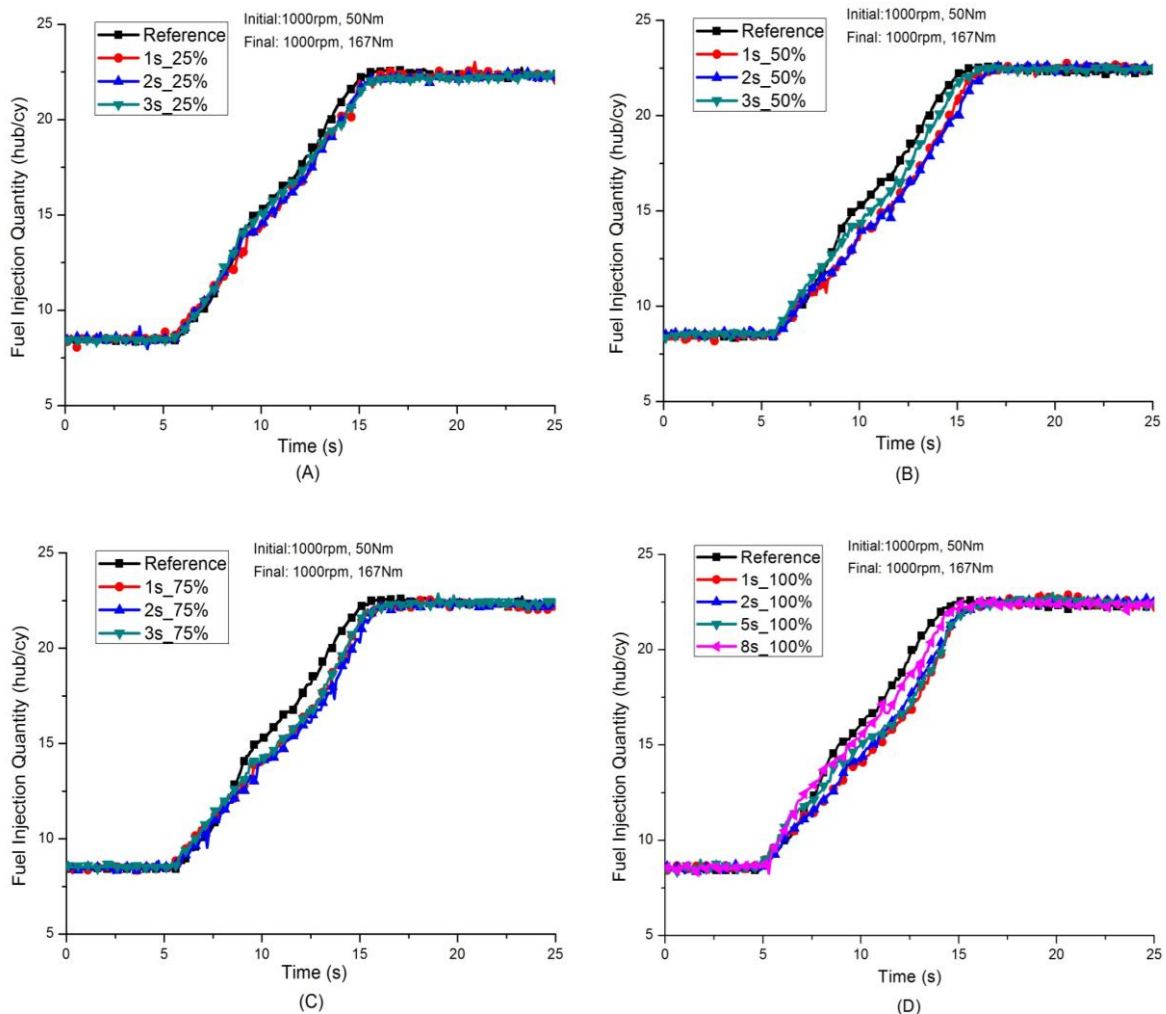 Initial:1000rpm, 50Nm
Final: 1000rpm, 167Nm
Reference
1s_25%
2s_25%
3s_25%
Fuel Injection Quantity (hub/cy)
25
20
15
10
5
0 5 10 15 20 25
Time (s)
(A)
Initial:1000rpm, 50Nm
Final: 1000rpm, 167Nm
Reference
1s_50%
2s_50%
3s_50%
Fuel Injection Quantity (hub/cy)
25
20
15
10
5
0 5 10 15 20 25
Time (s)
(B)
Initial:1000rpm, 50Nm
Final: 1000rpm, 167Nm
Reference
1s_75%
2s_75%
3s_75%
Fuel Injection Quantity (hub/cy)
25
20
15
10
5
0 5 10 15 20 25
Time (s)
(C)
Initial:1000rpm, 50Nm
Final: 1000rpm, 167Nm
Reference
1s_100%
2s_100%
5s_100%
8s_100%
Fuel Injection Quantity (hub/cy)
25
20
15
10
5
0 5 10 15 20 25
Time (s)
(D)